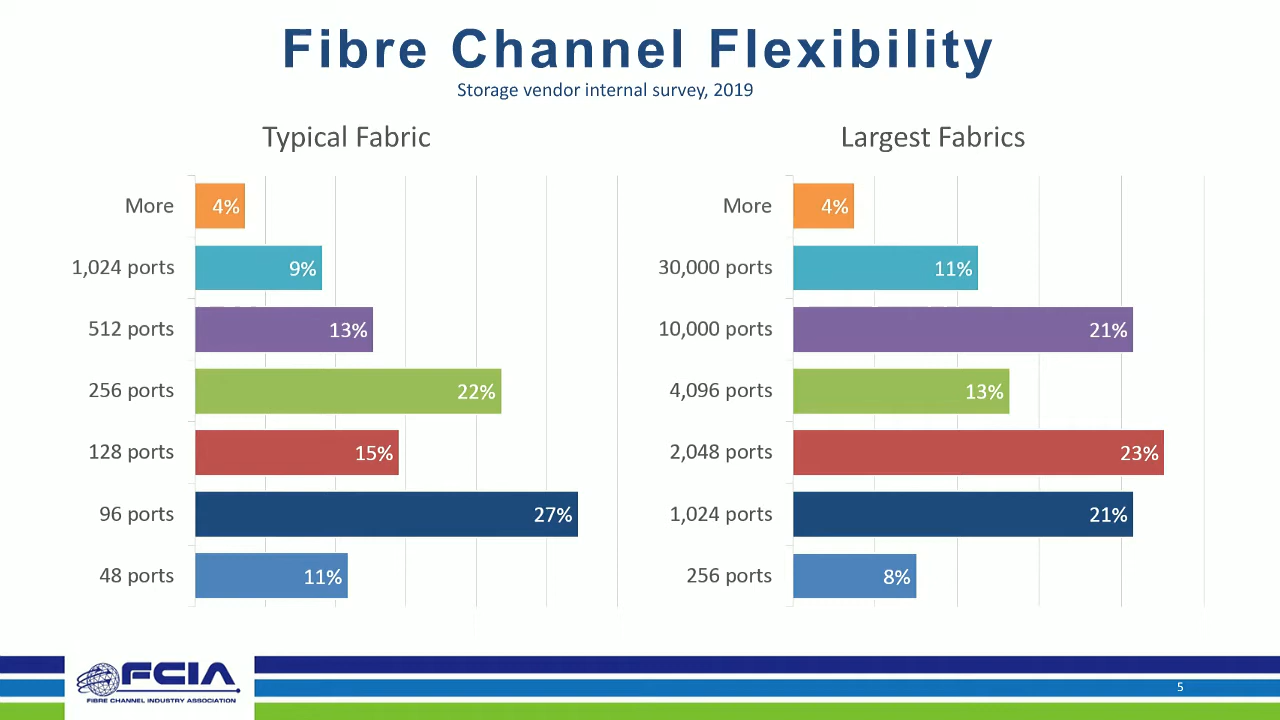 Fibre Channel Flexibility
Storage vendor internal survey, 2019
Typical Fabric
More 4%
1,024 ports 9%
512 ports 13%
256 ports 22%
128 ports 15%
96 ports 27%
48 ports 11%
Largest Fabrics
More 4%
30,000 ports 11%
10,000 ports 21%
4,096 ports 13%
2,048 ports 23%
1,024 ports 21%
256 ports 8%
FCIA
FIBRE CHANNEL INDUSTRY ASSOCIATION
5